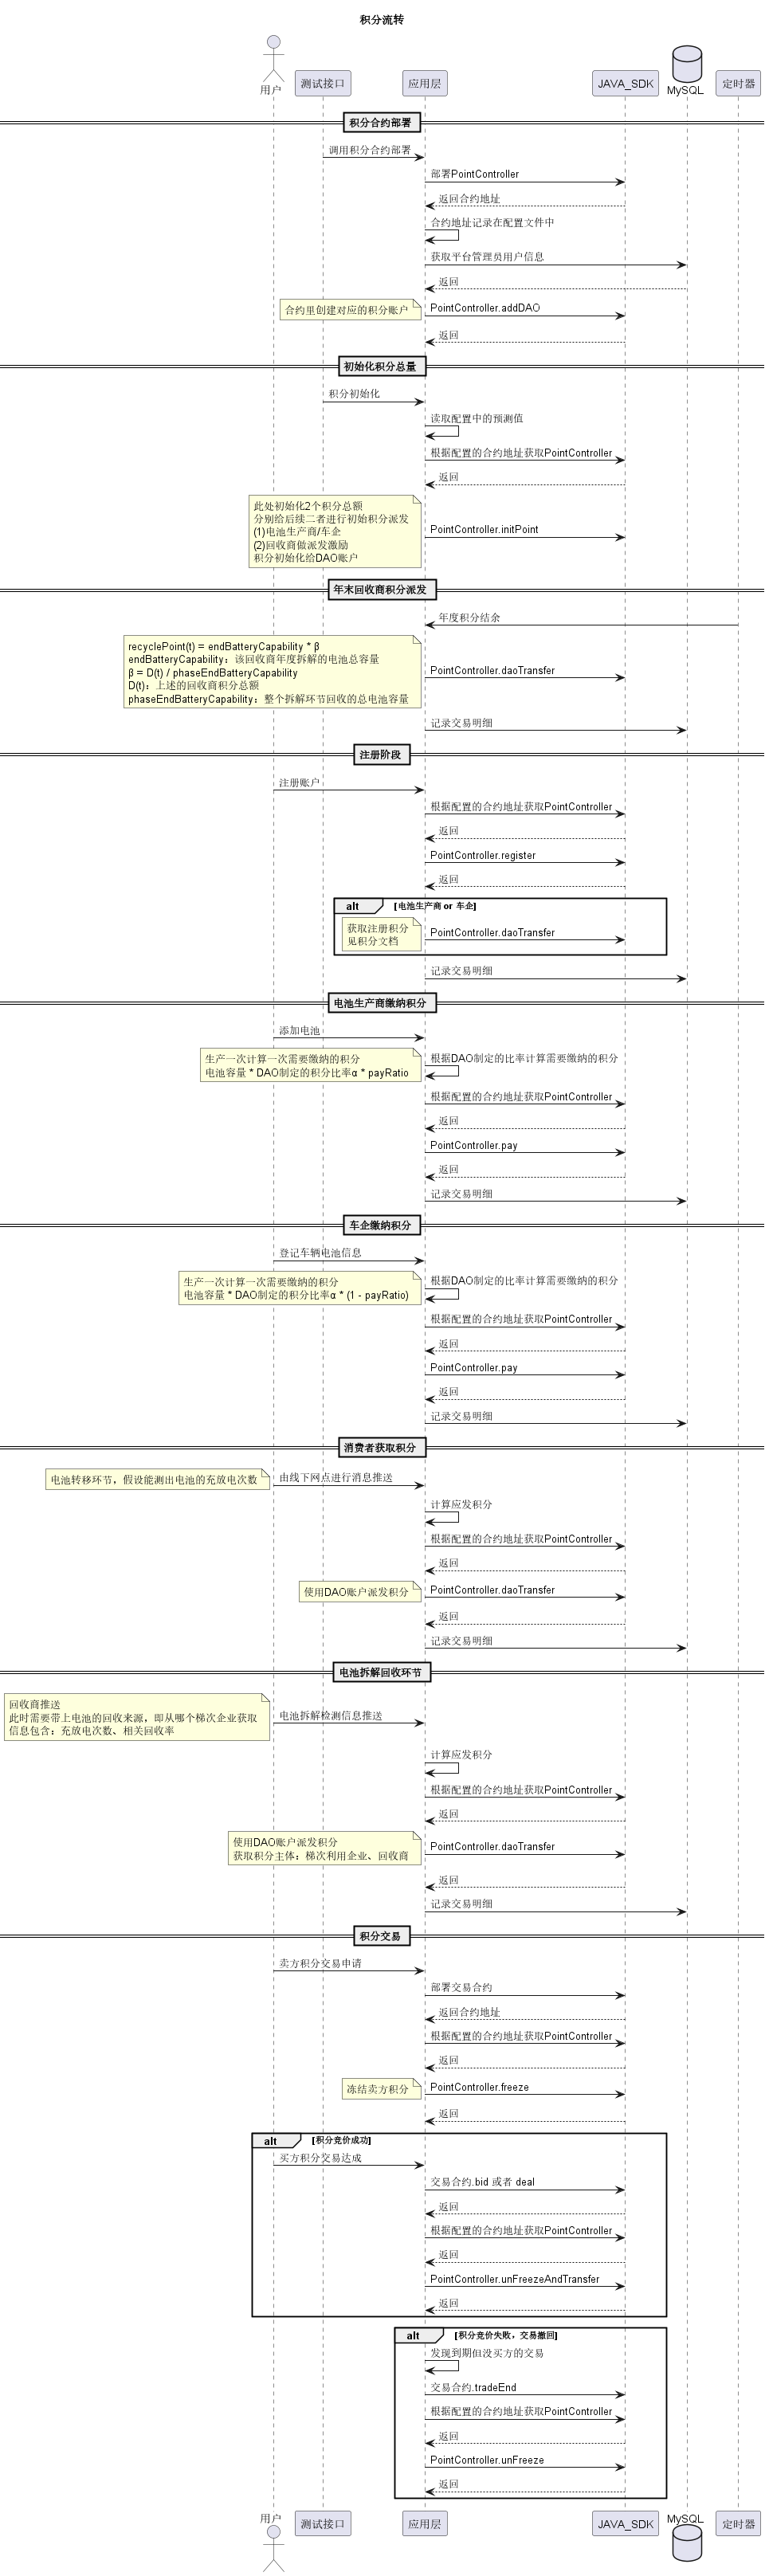 积分流转
用户
测试接口
应用层
JAVA_SDK
MySQL
定时器
积分合约部署
调用积分合约部署
部署PointController
返回合约地址
合约地址记录在配置文件中
获取平台管理员用户信息
返回
合约里创建对应的积分账户
PointController.addDAO
返回
初始化积分总量
积分初始化
读取配置中的预测值
根据配置的合约地址获取PointController
返回
此处初始化2个积分总额
分别给后续二者进行初始积分派发
(1)电池生产商/车企
(2)回收商做派发激励
积分初始化给DAO账户
PointController.initPoint
年末回收商积分派发
年度积分结余
recyclePoint(t) = endBatteryCapability * β
endBatteryCapability：该回收商年度拆解的电池总容量
β = D(t) / phaseEndBatteryCapability
D(t)：上述的回收商积分总额
phaseEndBatteryCapability：整个拆解环节回收的总电池容量
PointController.daoTransfer
记录交易明细
注册阶段
注册账户
根据配置的合约地址获取PointController
返回
PointController.register
返回
alt
[电池生产商 or 车企]
获取注册积分
见积分文档
PointController.daoTransfer
记录交易明细
电池生产商缴纳积分
添加电池
生产一次计算一次需要缴纳的积分
电池容量 * DAO制定的积分比率α * payRatio
根据DAO制定的比率计算需要缴纳的积分
根据配置的合约地址获取PointController
返回
PointController.pay
返回
记录交易明细
车企缴纳积分
登记车辆电池信息
生产一次计算一次需要缴纳的积分
电池容量 * DAO制定的积分比率α * (1 - payRatio)
根据DAO制定的比率计算需要缴纳的积分
根据配置的合约地址获取PointController
返回
PointController.pay
返回
记录交易明细
消费者获取积分
电池转移环节，假设能测出电池的充放电次数
由线下网点进行消息推送
计算应发积分
根据配置的合约地址获取PointController
返回
使用DAO账户派发积分
PointController.daoTransfer
返回
记录交易明细
电池拆解回收环节
回收商推送
此时需要带上电池的回收来源，即从哪个梯次企业获取
信息包含：充放电次数、相关回收率
电池拆解检测信息推送
计算应发积分
根据配置的合约地址获取PointController
返回
使用DAO账户派发积分
获取积分主体：梯次利用企业、回收商
PointController.daoTransfer
返回
记录交易明细
积分交易
卖方积分交易申请
部署交易合约
返回合约地址
根据配置的合约地址获取PointController
返回
冻结卖方积分
PointController.freeze
返回
alt
[积分竞价成功]
买方积分交易达成
交易合约.bid 或者 deal
返回
根据配置的合约地址获取PointController
返回
PointController.unFreezeAndTransfer
返回
alt
[积分竞价失败，交易撤回]
发现到期但没买方的交易
交易合约.tradeEnd
根据配置的合约地址获取PointController
返回
PointController.unFreeze
返回
用户
测试接口
应用层
JAVA_SDK
MySQL
定时器